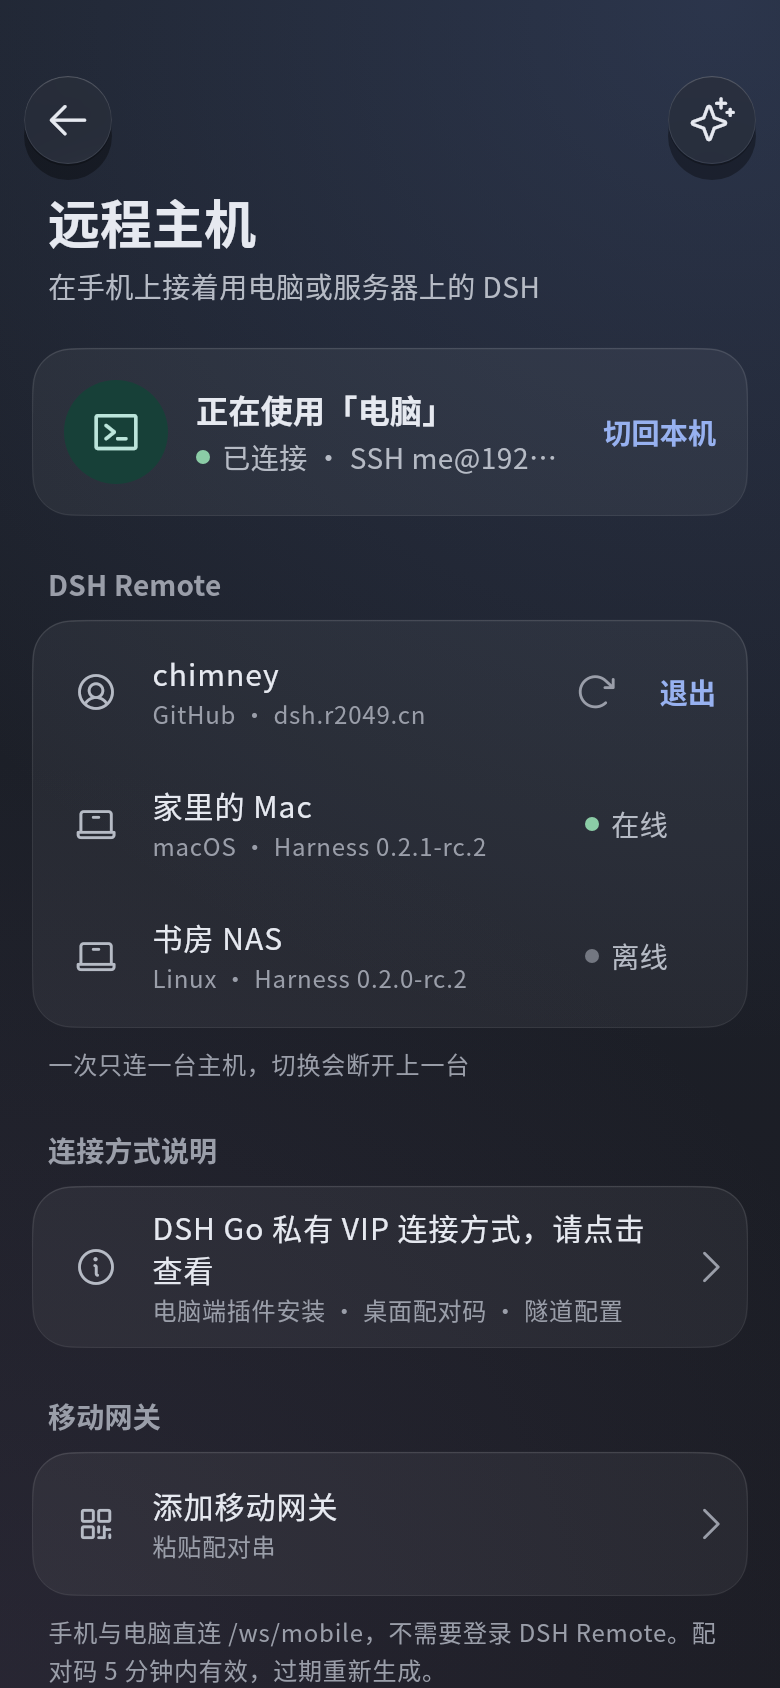 远程主机
在手机上接着用电脑或服务器上的 DSH
正在使用「电脑」
已连接 · SSH me@192···
切回本机
DSH Remote
chimney
GitHub · dsh.r2049.cn
退出
家里的 Mac
macOS · Harness 0.2.1-rc.2
在线
书房 NAS
Linux · Harness 0.2.0-rc.2
离线
一次只连一台主机，切换会断开上一台
连接方式说明
DSH Go 私有 VIP 连接方式，请点击
查看
电脑端插件安装 · 桌面配对码 · 隧道配置
移动网关
添加移动网关
粘贴配对串
手机与电脑直连 /ws/mobile，不需要登录 DSH Remote。配
对码 5 分钟内有效，过期重新生成。